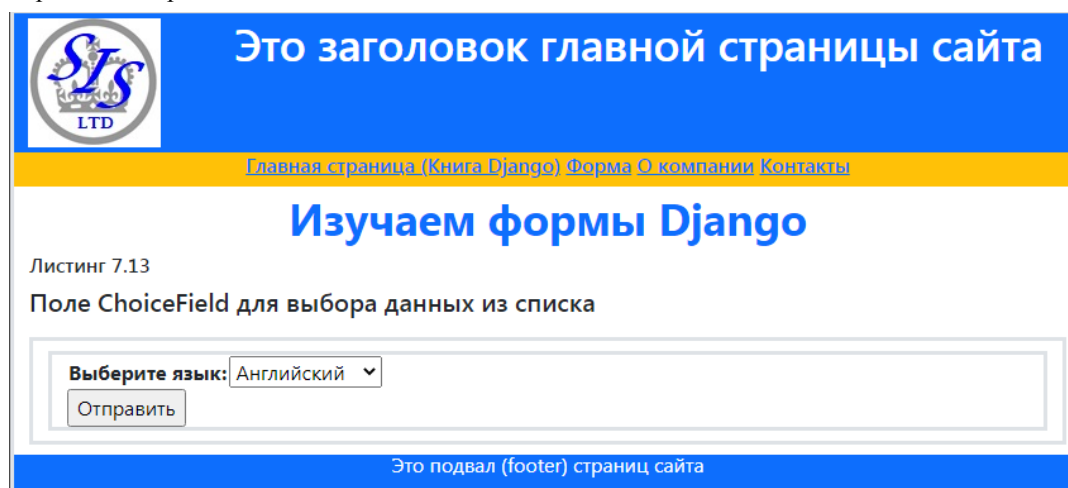 SIS
LTD
Это заголовок главной страницы сайта
Главная страница (Книга Django) Форма О компании Контакты
Изучаем формы Django
Листинг 7.13
Поле ChoiceField для выбора данных из списка
Выберите язык: Английский
Отправить
Это подвал (footer) страниц сайта